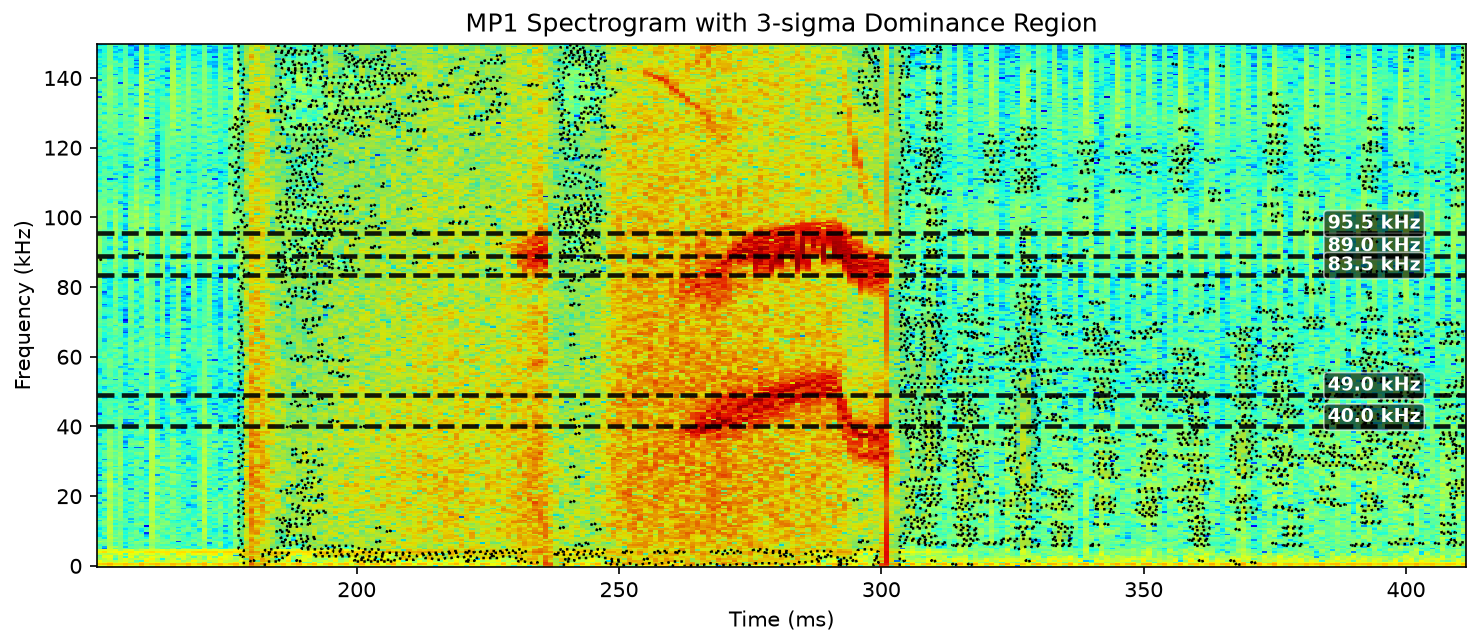 MP1 Spectrogram with 3-sigma Dominance Region
Frequency (kHz)
140
120
100
80
60
40
20
0
95.5 kHz
89.0 kHz
83.5 kHz
49.0 kHz
40.0 kHz
200
250
300
350
400
Time (ms)